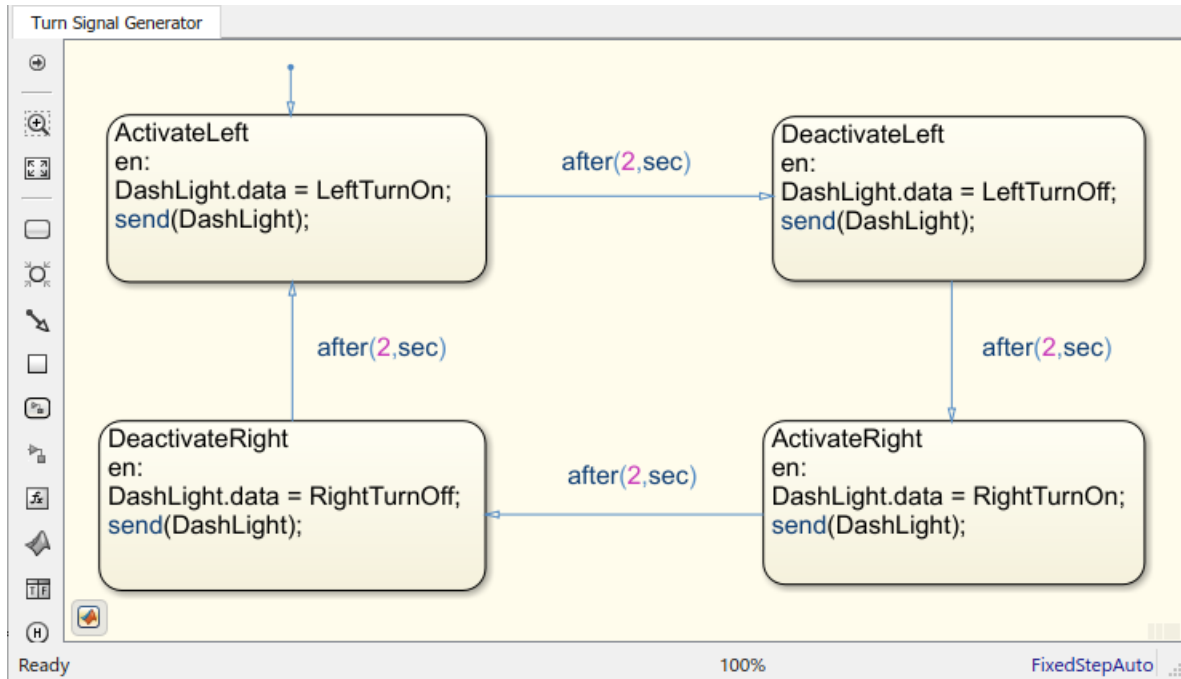 Turn Signal Generator
ActivateLeft
en:
DashLight.data = LeftTurnOn;
send(DashLight);
after(2,sec)
DeactivateLeft
en:
DashLight.data = LeftTurnOff;
send(DashLight);
after(2,sec)
after(2,sec)
DeactivateRight
en:
DashLight.data = RightTurnOff;
send(DashLight);
after(2,sec)
ActivateRight
en:
DashLight.data = RightTurnOn;
send(DashLight);
fx
T F
H
Ready
100%
FixedStepAuto